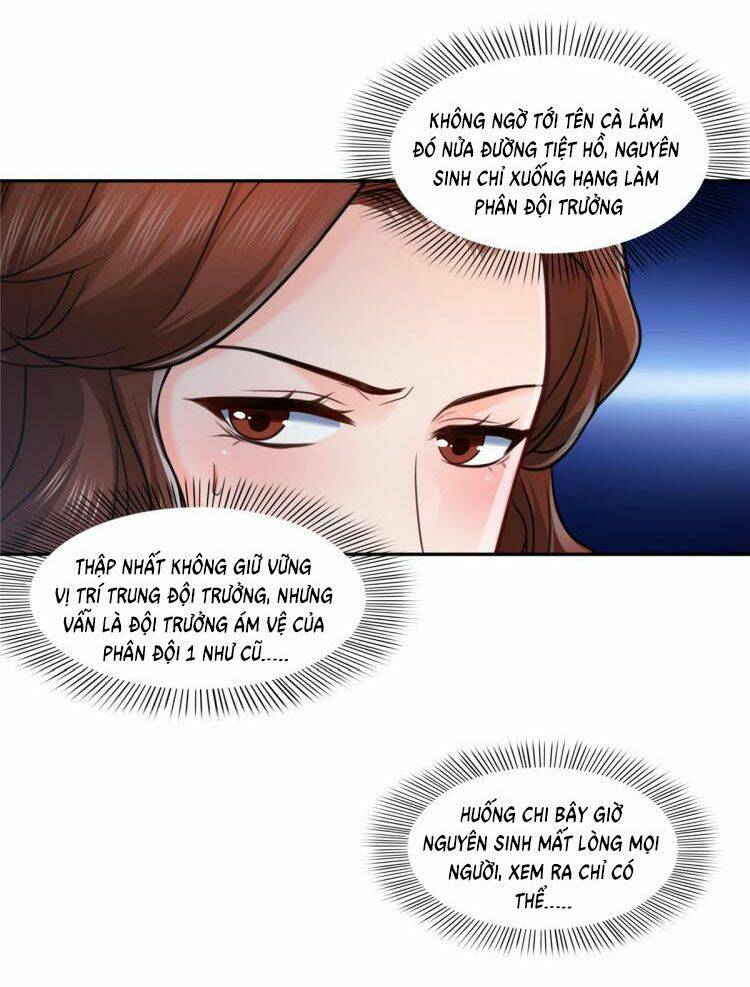 KHÔNG NGỜ TỚI TÊN CÀ LĂM
ĐÓ NỬA ĐƯỜNG TIỆT HỒ, NGUYÊN
SINH CHỈ XUỐNG HẠNG LÀM
PHÂN ĐỘI TRƯỞNG
THẬP NHẤT KHÔNG GIỮ VỮNG
VỊ TRÍ TRUNG ĐỘI TRƯỞNG, NHƯNG
VẪN LÀ ĐỘI TRƯỞNG ÁM VỆ CỦA
PHÂN ĐỘI 1 NHƯ CŨ.....
HUỐNG CHI BÂY GIỜ
NGUYÊN SINH MẤT LÒNG MỌI
NGƯỜI, XEM RA CHỈ CÓ
THỂ.....